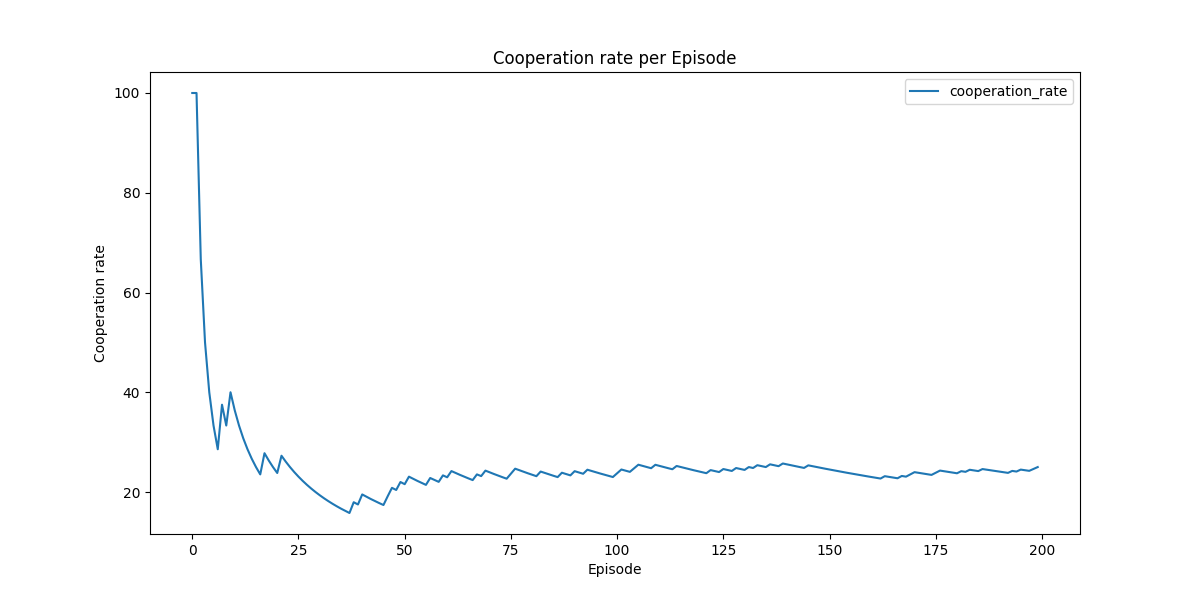 Cooperation rate per Episode
cooperation_rate
100
80
60
40
20
Cooperation rate
0 25 50 75 100 125 150 175 200
Episode